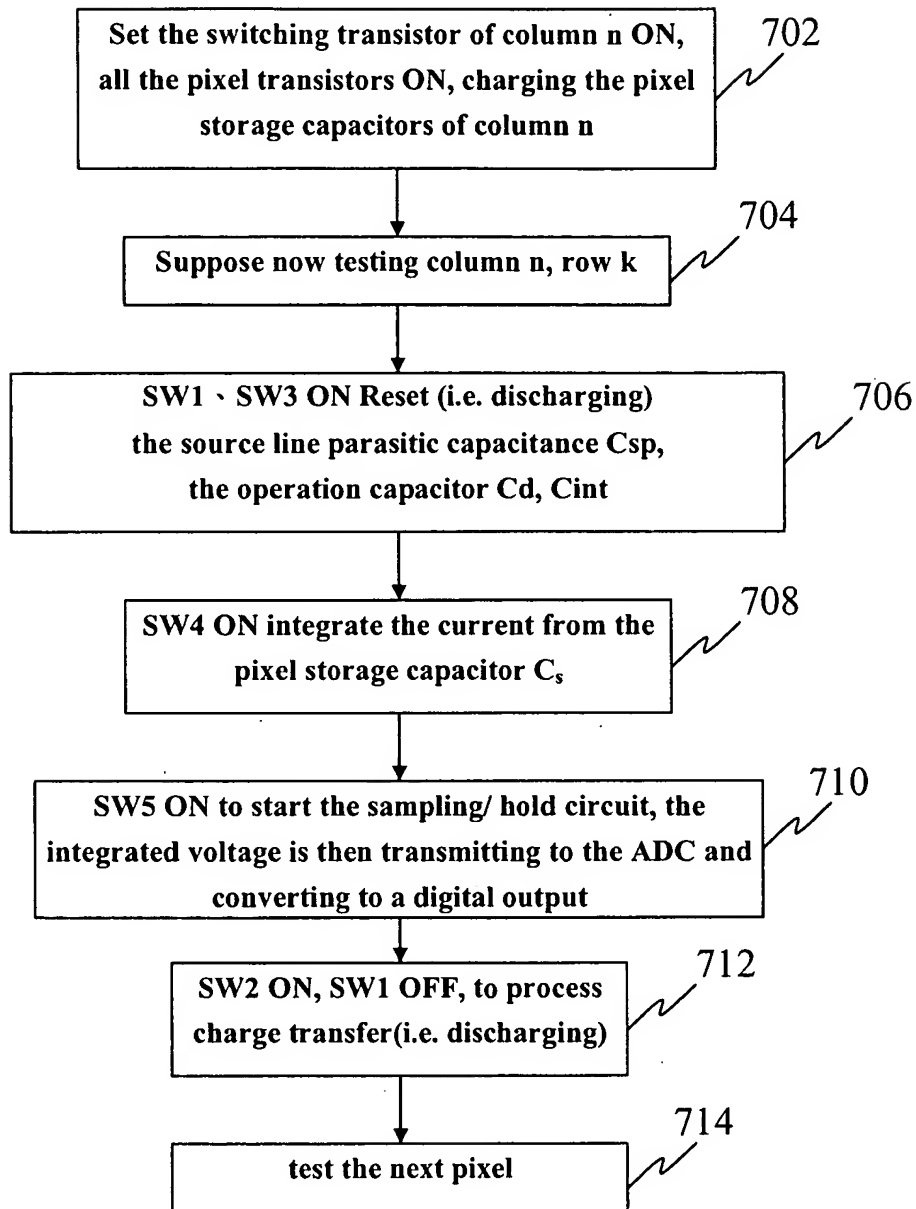 Set the switching transistor of column n ON,
all the pixel transistors ON, charging the pixel
storage capacitors of column n
702
Suppose now testing column n, row k
704
SW1、SW3 ON Reset (i.e. discharging)
the source line parasitic capacitance Csp,
the operation capacitor Cd, Cint
706
SW4 ON integrate the current from the
pixel storage capacitor Cs
708
SW5 ON to start the sampling/ hold circuit, the
integrated voltage is then transmitting to the ADC and
converting to a digital output
710
SW2 ON, SW1 OFF, to process
charge transfer(i.e. discharging)
712
test the next pixel
714